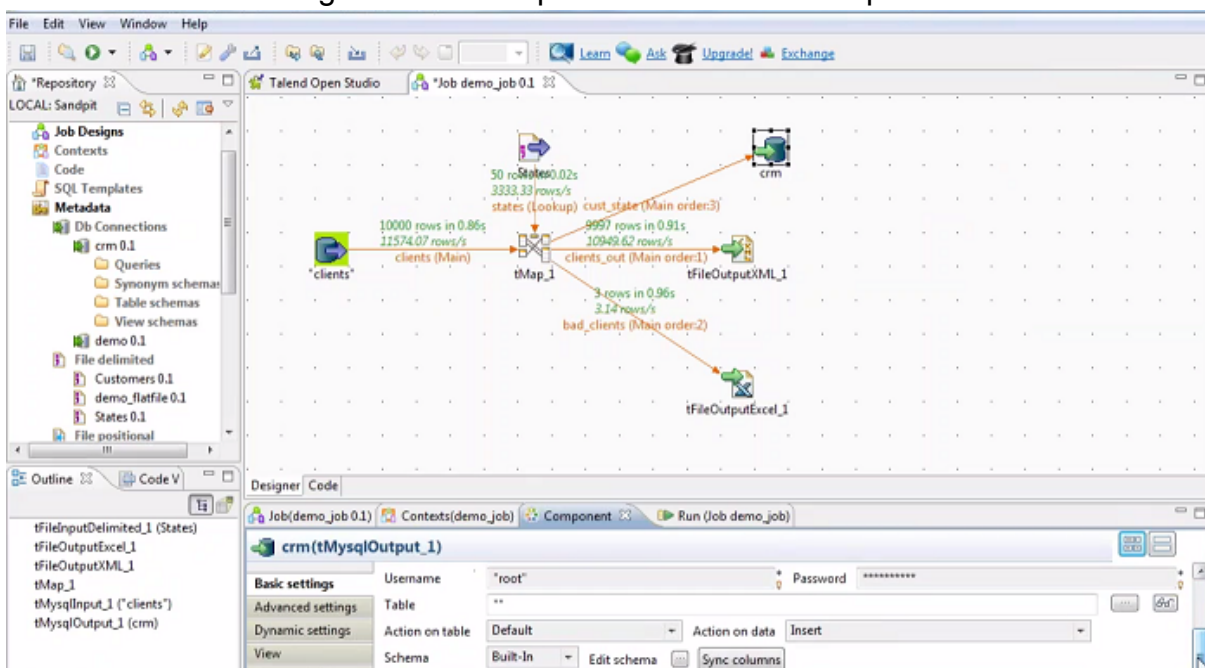 File Edit View Window Help
Learn Ask Upgrade! Exchange
*Repository
LOCAL: Sandpit
Job Designs
Contexts
Code
SQL Templates
Metadata
Db Connections
crm 0.1
Queries
Synonym schemas
Table schemas
View schemas
demo 0.1
File delimited
Customers 0.1
demo_flatfile 0.1
States 0.1
File positional
Talend Open Studio
*Job demo_job 0.1
States
50 rows in 0.02s
3333.33 rows/s
states (Lookup)
crm
cust_state (Main order:3)
10000 rows in 0.86s
11574.07 rows/s
clients (Main)
"clients"
tMap_1
9997 rows in 0.91s
10949.62 rows/s
clients_out (Main order:1)
tFileOutputXML_1
3 rows in 0.96s
3.14 rows/s
bad_clients (Main order:2)
tFileOutputExcel_1
Designer Code
Outline Code V
tFileInputDelimited_1 (States)
tFileOutputExcel_1
tFileOutputXML_1
tMap_1
tMysqlInput_1 ("clients")
tMysqlOutput_1 (crm)
Job(demo_job 0.1) Contexts(demo_job) Component Run (Job demo_job)
crm(tMysqlOutput_1)
Basic settings
Advanced settings
Dynamic settings
View
Username "root" Password **********
Table ""
Action on table Default Action on data Insert
Schema Built-In Edit schema ... Sync columns